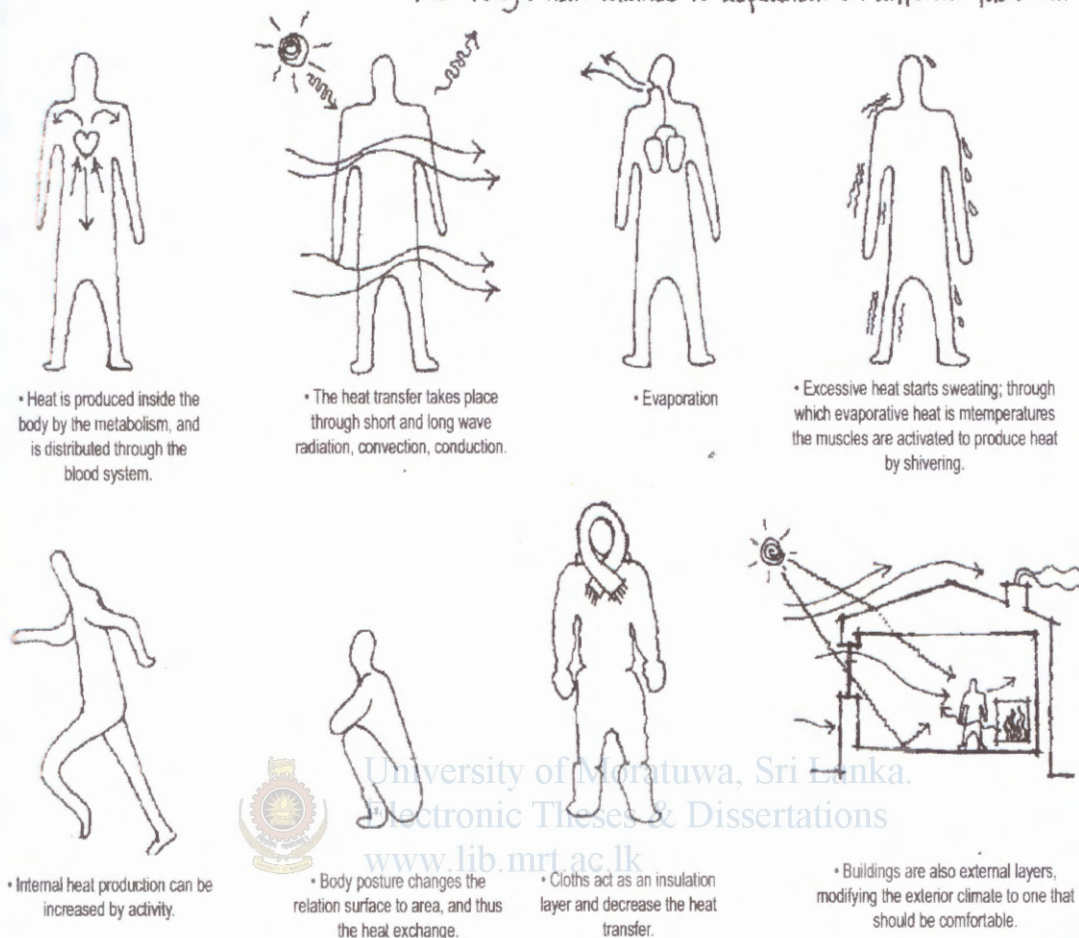 • Heat is produced inside the
body by the metabolism, and
is distributed through the
blood system.
• The heat transfer takes place
through short and long wave
radiation, convection, conduction.
• Evaporation
• Excessive heat starts sweating; through
which evaporative heat is mtemperatures
the muscles are activated to produce heat
by shivering.
University of Moratuwa, Sri Lanka.
Electronic Theses & Dissertations
www.lib.mrt.ac.lk
• Internal heat production can be
increased by activity.
• Body posture changes the
relation surface to area, and thus
the heat exchange.
• Cloths act as an insulation
layer and decrease the heat
transfer.
• Buildings are also external layers,
modifying the exterior climate to one that
should be comfortable.